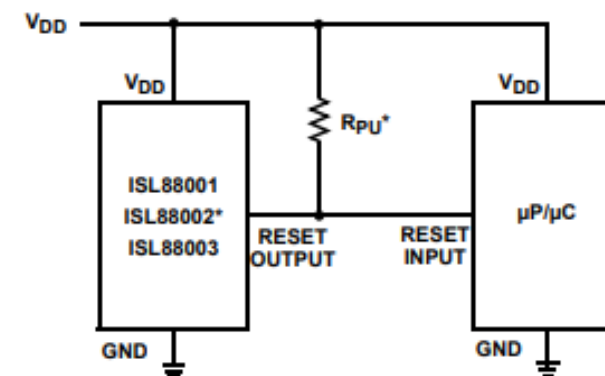 VDD
VDD
VDD
RPU*
ISL88001
ISL88002*
ISL88003
µP/µC
RESET
OUTPUT
RESET
INPUT
GND
GND